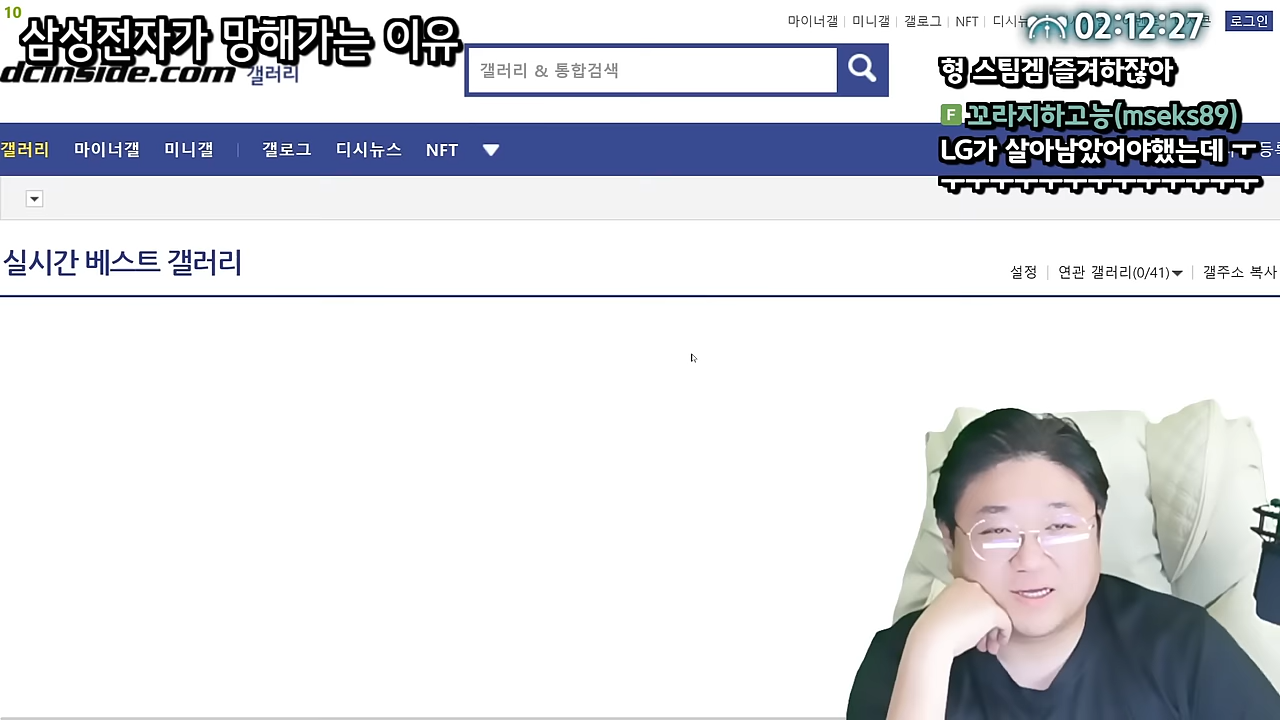 10
삼성전자가 망해가는 이유
dcinside.com 갤러리
갤러리 & 통합검색
마이너갤 미니갤 갤로그 NFT 디시뉴
로그인
02:12:27
형 스팀겜 즐겨하잖아
F 꼬라지하고능(mseks89)
LG가 살아남았어야했는데 ㅜ
ㅜㅜㅜㅜㅜㅜㅜㅜㅜㅜㅜㅜㅜ
갤러리 마이너갤 미니갤 갤로그 디시뉴스 NFT
실시간 베스트 갤러리
설정 연관 갤러리(0/41) 갤주소 복사